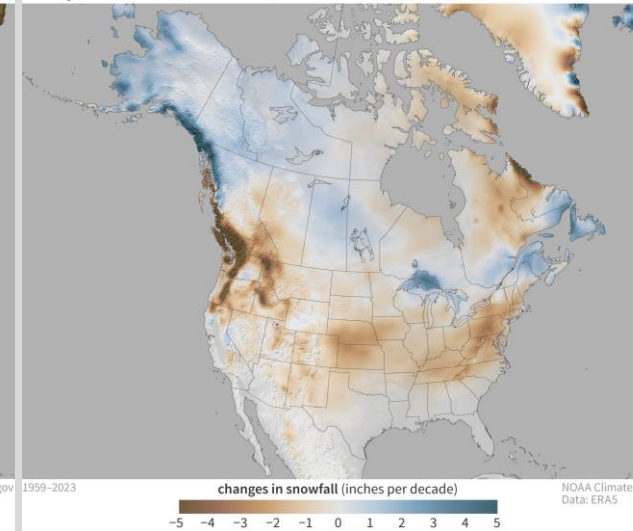 gov
1959–2023
changes in snowfall (inches per decade)
NOAA Climate
Data: ERA5
−5 −4 −3 −2 −1 0 1 2 3 4 5